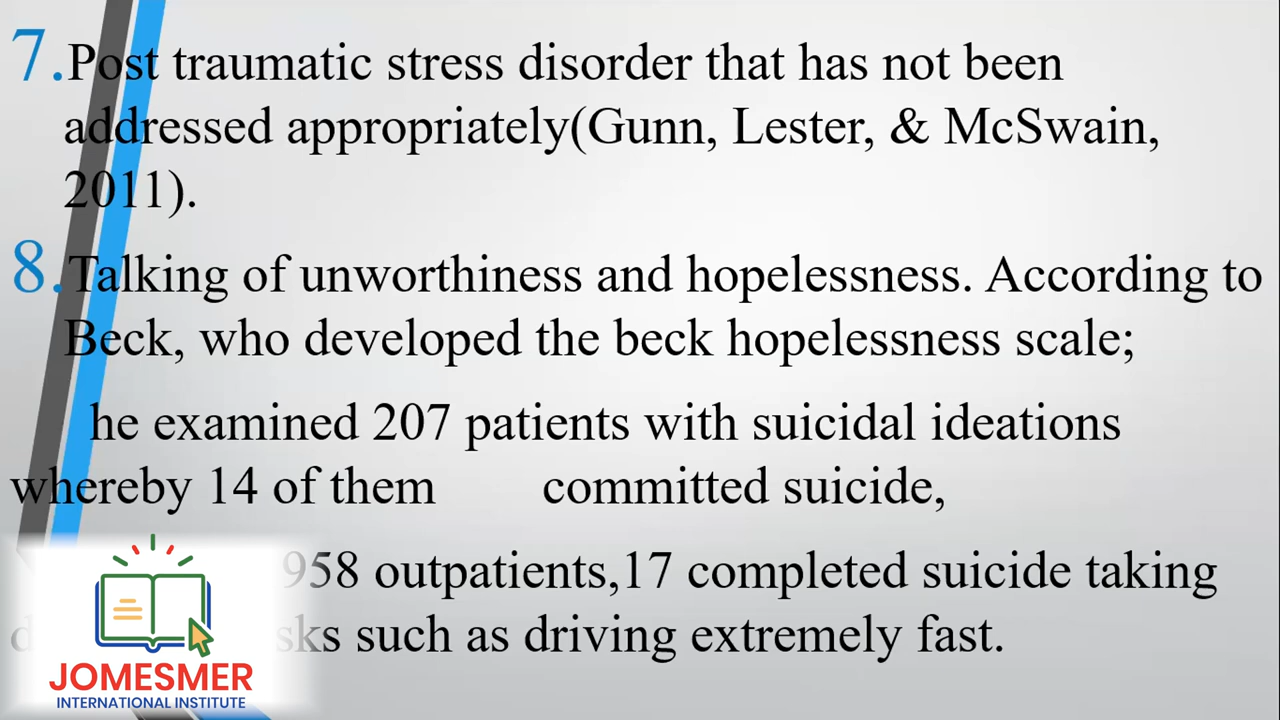 7.Post traumatic stress disorder that has not been
addressed appropriately(Gunn, Lester, & McSwain,
2011).
8.Talking of unworthiness and hopelessness. According to
Beck, who developed the beck hopelessness scale;
he examined 207 patients with suicidal ideations
whereby 14 of them committed suicide,
958 outpatients,17 completed suicide taking
such as driving extremely fast.
JOMESMER
INTERNATIONAL INSTITUTE